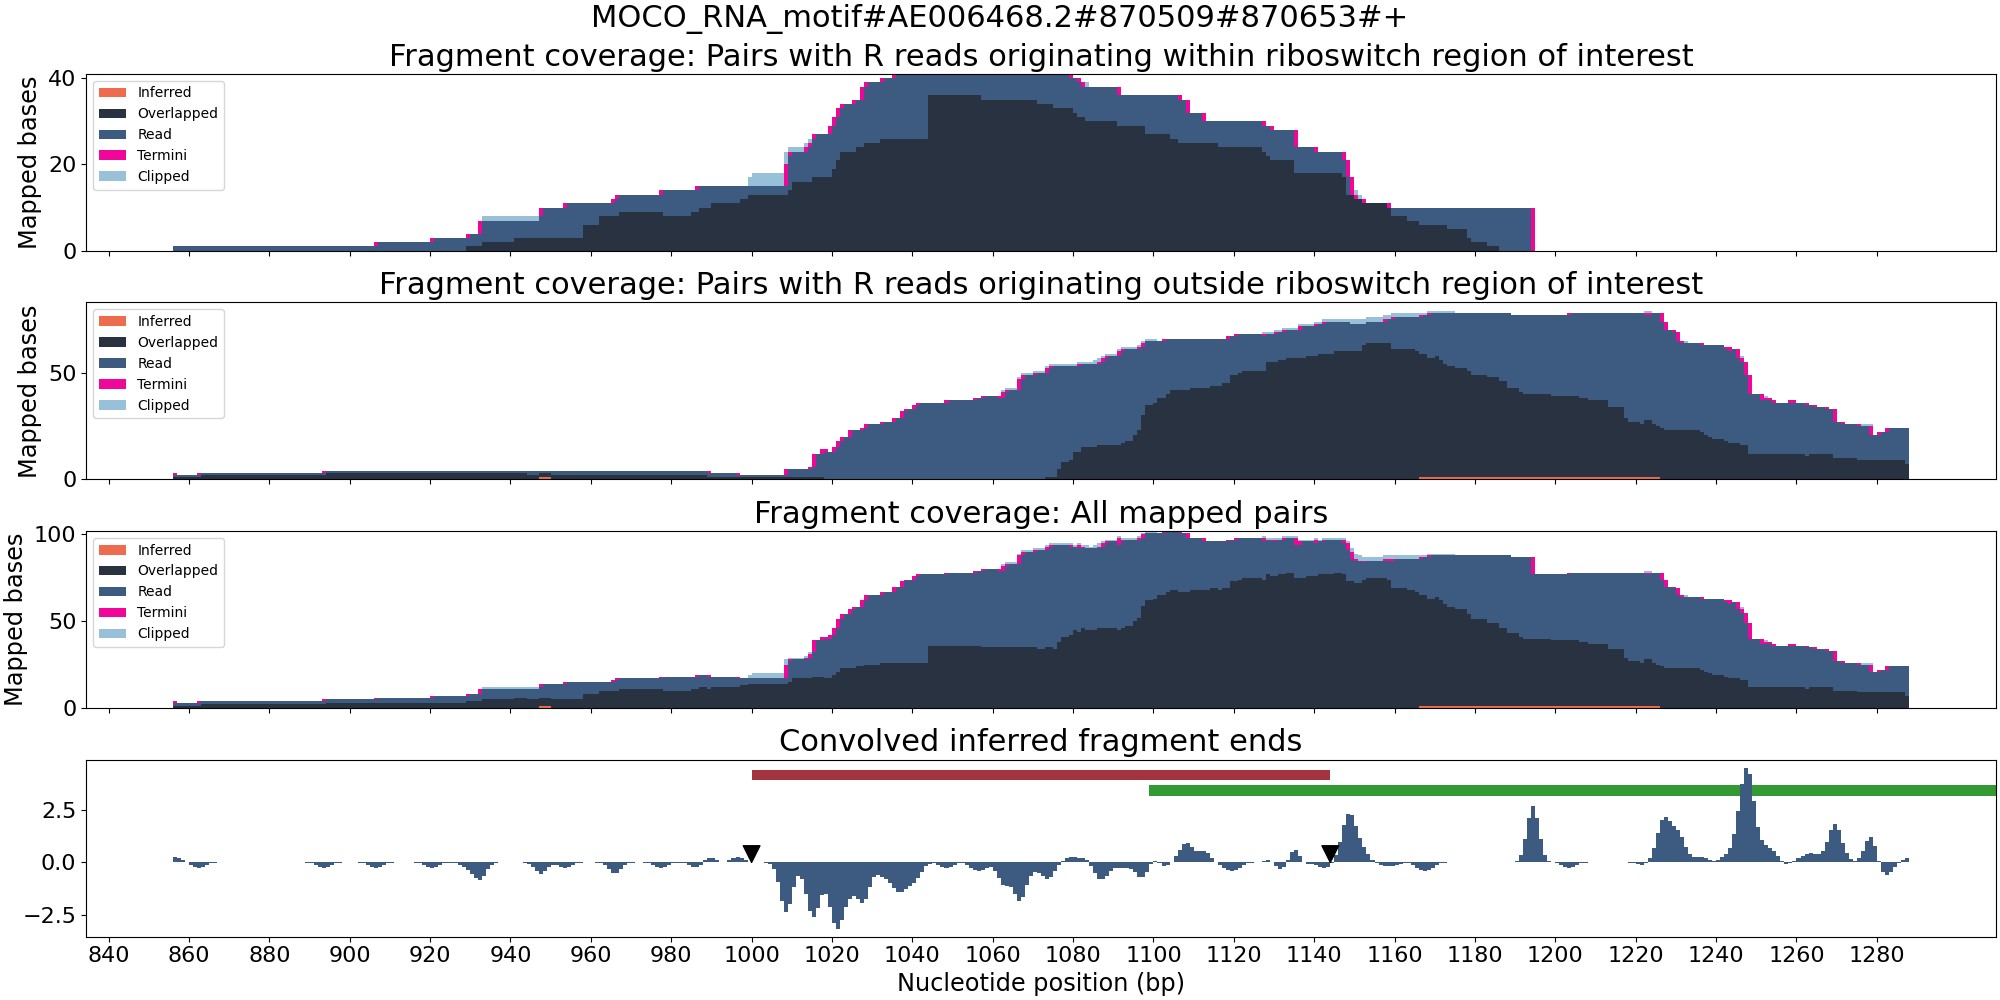 MOCO_RNA_motif#AE006468.2#870509#870653#+
Fragment coverage: Pairs with R reads originating within riboswitch region of interest
Mapped bases
40
20
0
Inferred
Overlapped
Read
Termini
Clipped
Fragment coverage: Pairs with R reads originating outside riboswitch region of interest
Mapped bases
50
0
Inferred
Overlapped
Read
Termini
Clipped
Fragment coverage: All mapped pairs
Mapped bases
100
50
0
Inferred
Overlapped
Read
Termini
Clipped
Convolved inferred fragment ends
2.5
0.0
−2.5
840 860 880 900 920 940 960 980 1000 1020 1040 1060 1080 1100 1120 1140 1160 1180 1200 1220 1240 1260 1280
Nucleotide position (bp)